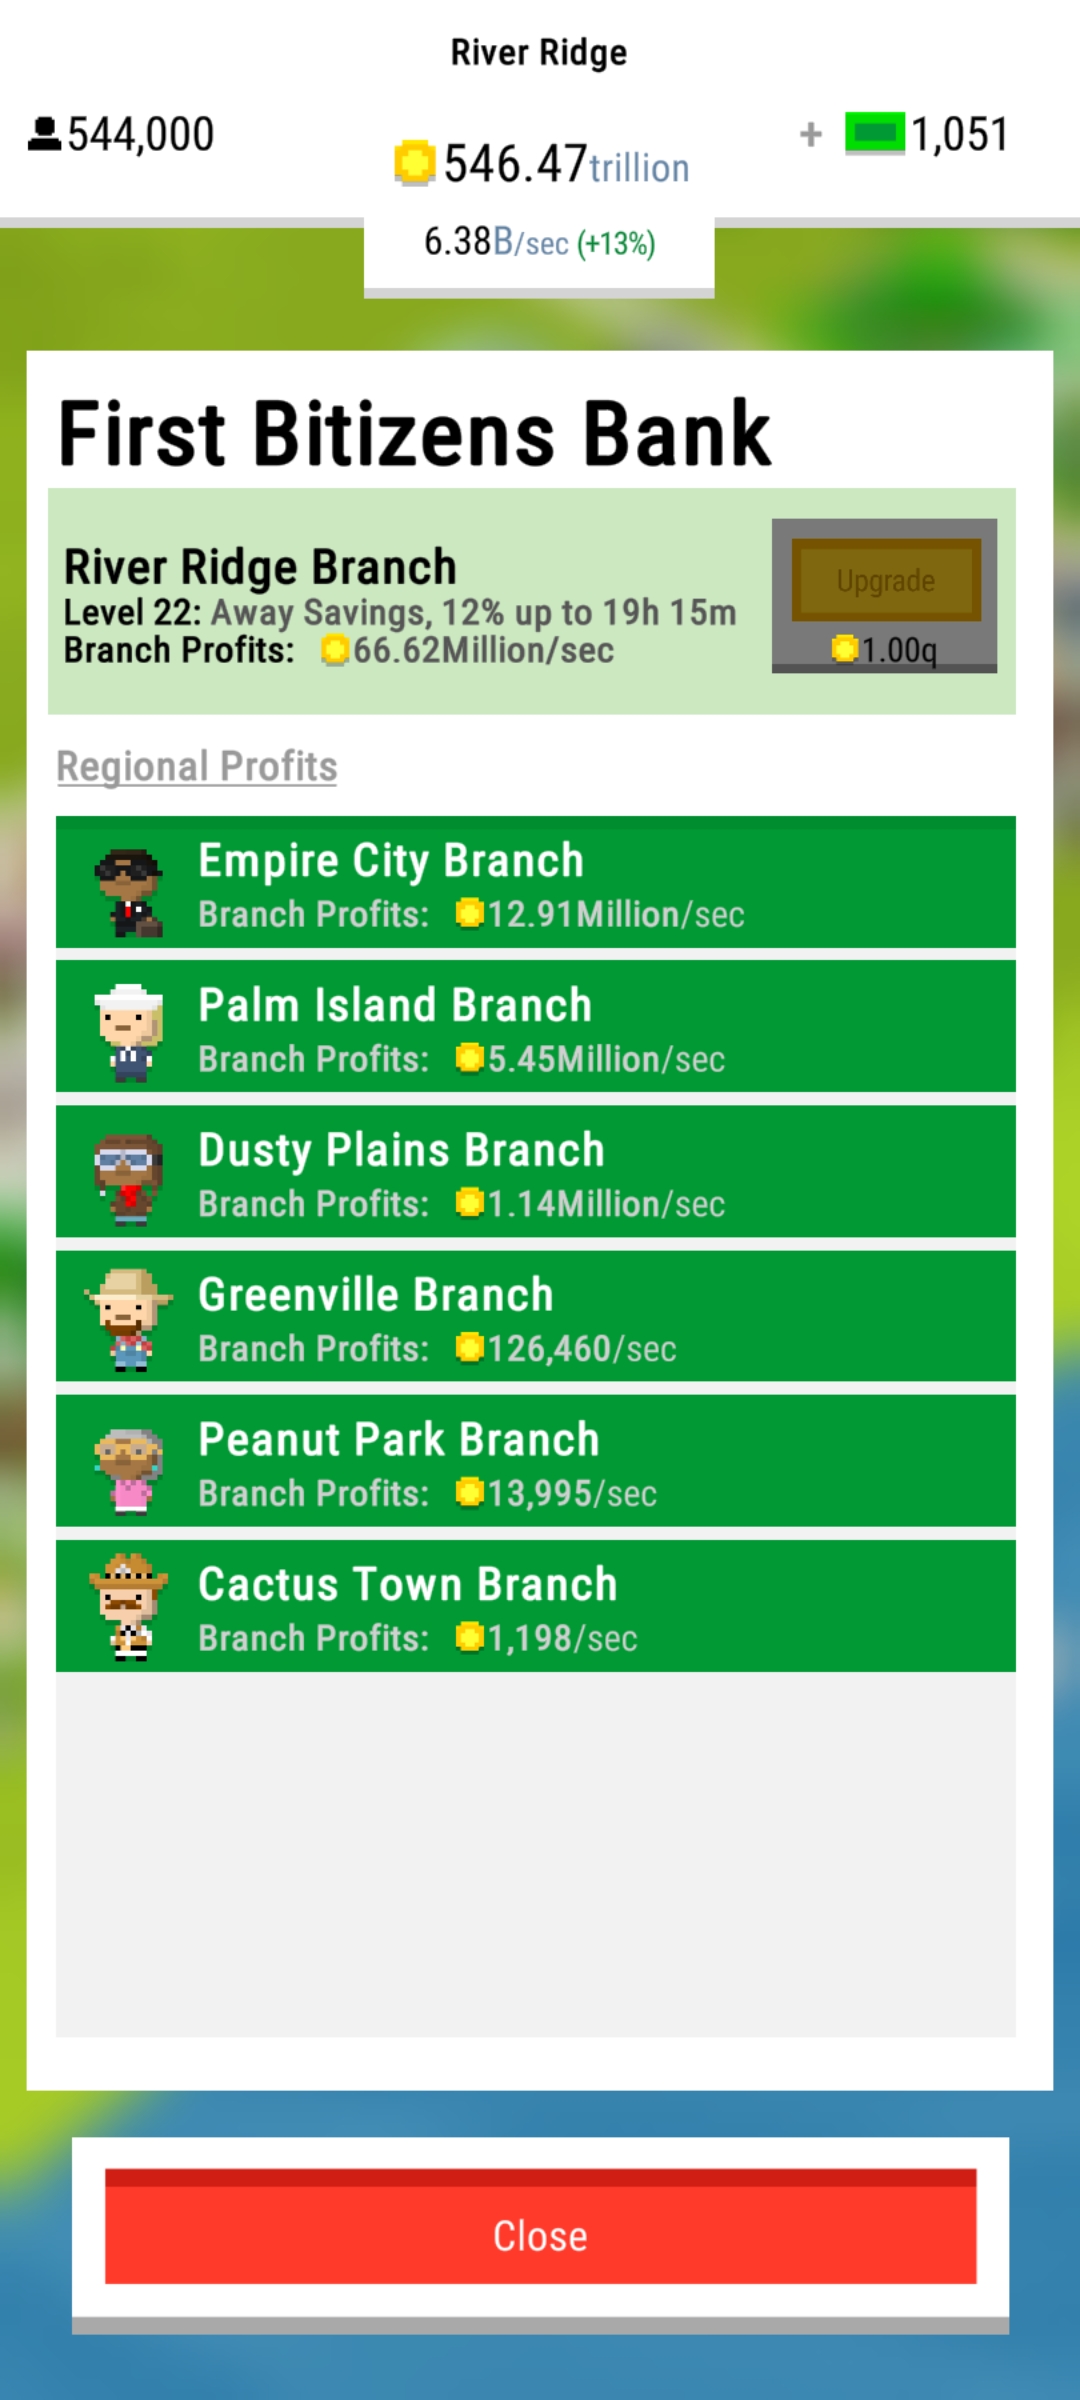 River Ridge
544,000
546.47trillion
+ 1,051
6.38B/sec (+13%)
First Bitizens Bank
River Ridge Branch
Level 22: Away Savings, 12% up to 19h 15m
Branch Profits: 66.62Million/sec
Upgrade
1.00q
Regional Profits
Empire City Branch
Branch Profits: 12.91Million/sec
Palm Island Branch
Branch Profits: 5.45Million/sec
Dusty Plains Branch
Branch Profits: 1.14Million/sec
Greenville Branch
Branch Profits: 126,460/sec
Peanut Park Branch
Branch Profits: 13,995/sec
Cactus Town Branch
Branch Profits: 1,198/sec
Close